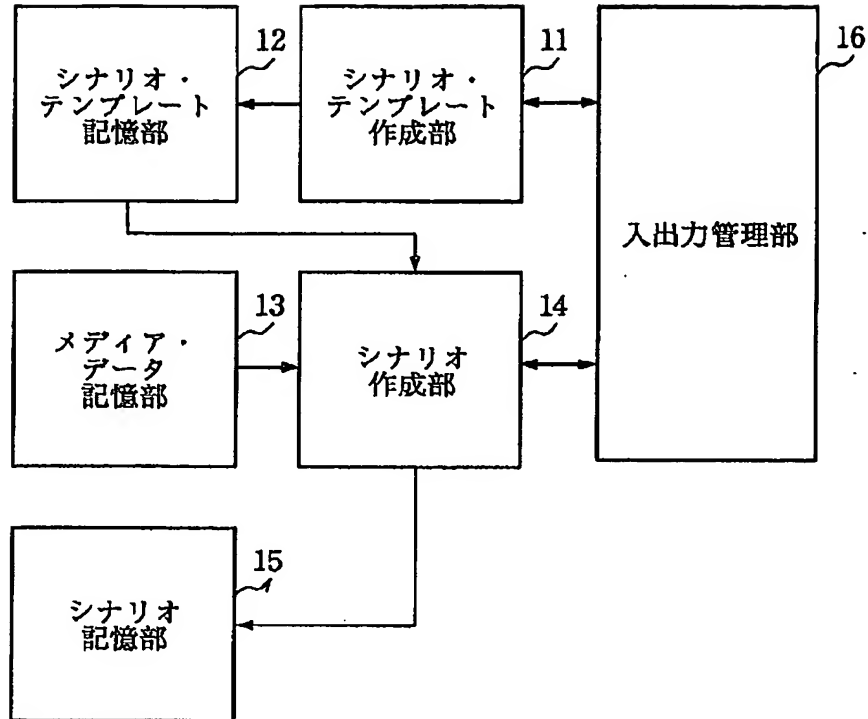 12
シナリオ・
テンプレート
記憶部
11
シナリオ・
テンプレート
作成部
16
入出力管理部
13
メディア・
データ
記憶部
14
シナリオ
作成部
15
シナリオ
記憶部